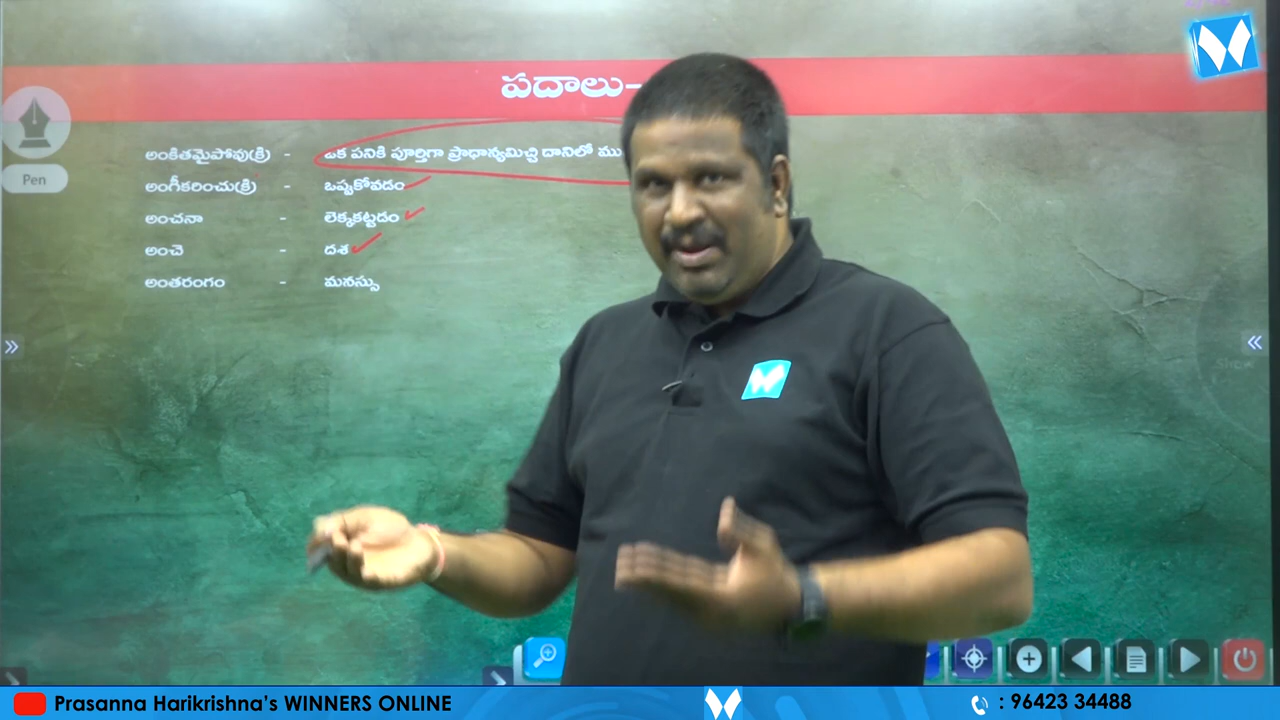 పదాలు-
Pen
అంకితమైపోవు(క్రి) - ఒక పనికి పూర్తిగా ప్రాధాన్యమిచ్చి దానిలో ము
అంగీకరించు(క్రి) - ఒప్పుకోవడం
అంచనా - లెక్కకట్టడం
అంచె - దశ
అంతరంగం - మనస్సు
Prasanna Harikrishna's WINNERS ONLINE
: 96423 34488